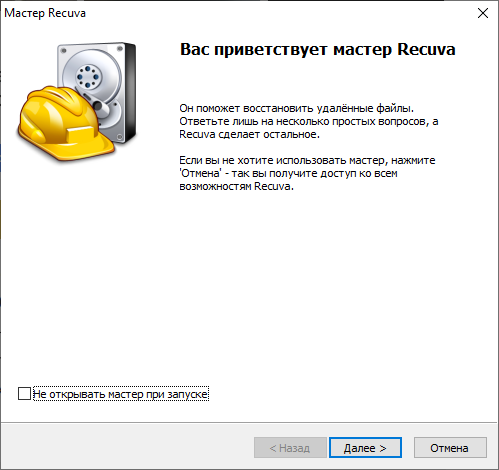 Мастер Recuva
Вас приветствует мастер Recuva
Он поможет восстановить удалённые файлы.
Ответьте лишь на несколько простых вопросов, а
Recuva сделает остальное.
Если вы не хотите использовать мастер, нажмите
'Отмена' - так вы получите доступ ко всем
возможностям Recuva.
Не открывать мастер при запуске
< Назад
Далее >
Отмена